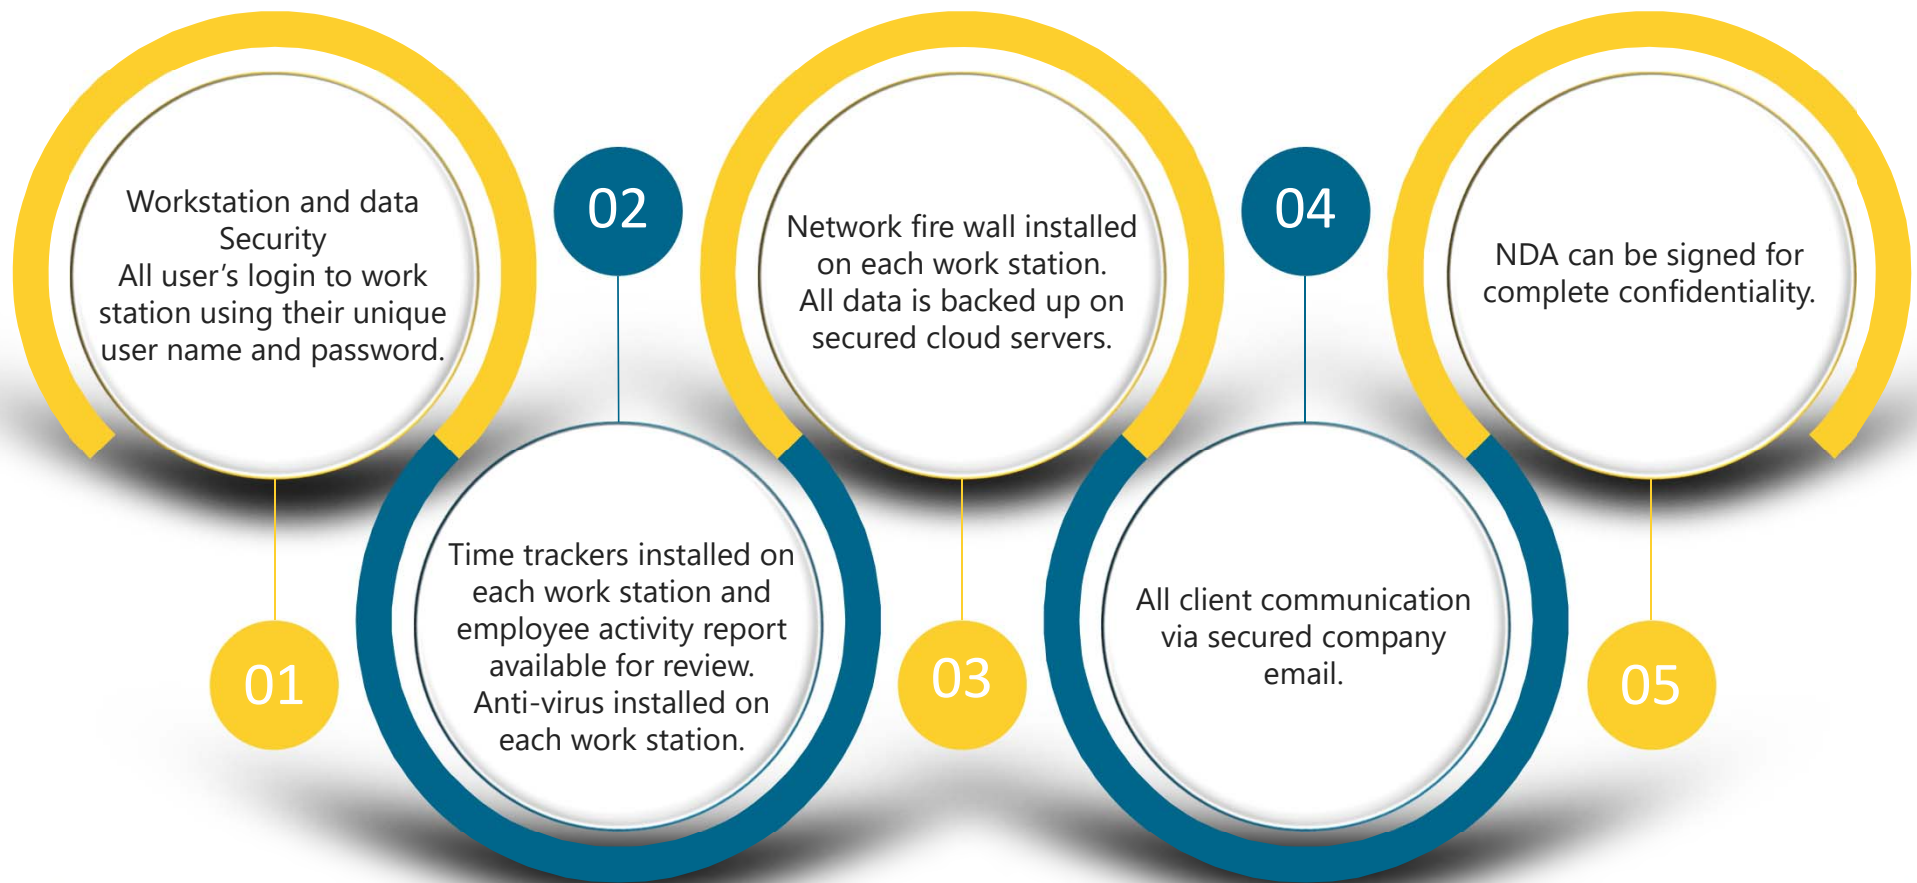 Workstation and data
Security
All user’s login to work
station using their unique
user name and password.
01
02
Time trackers installed on
each work station and
employee activity report
available for review.
Anti-virus installed on
each work station.
Network fire wall installed
on each work station.
All data is backed up on
secured cloud servers.
03
04
All client communication
via secured company
email.
NDA can be signed for
complete confidentiality.
05